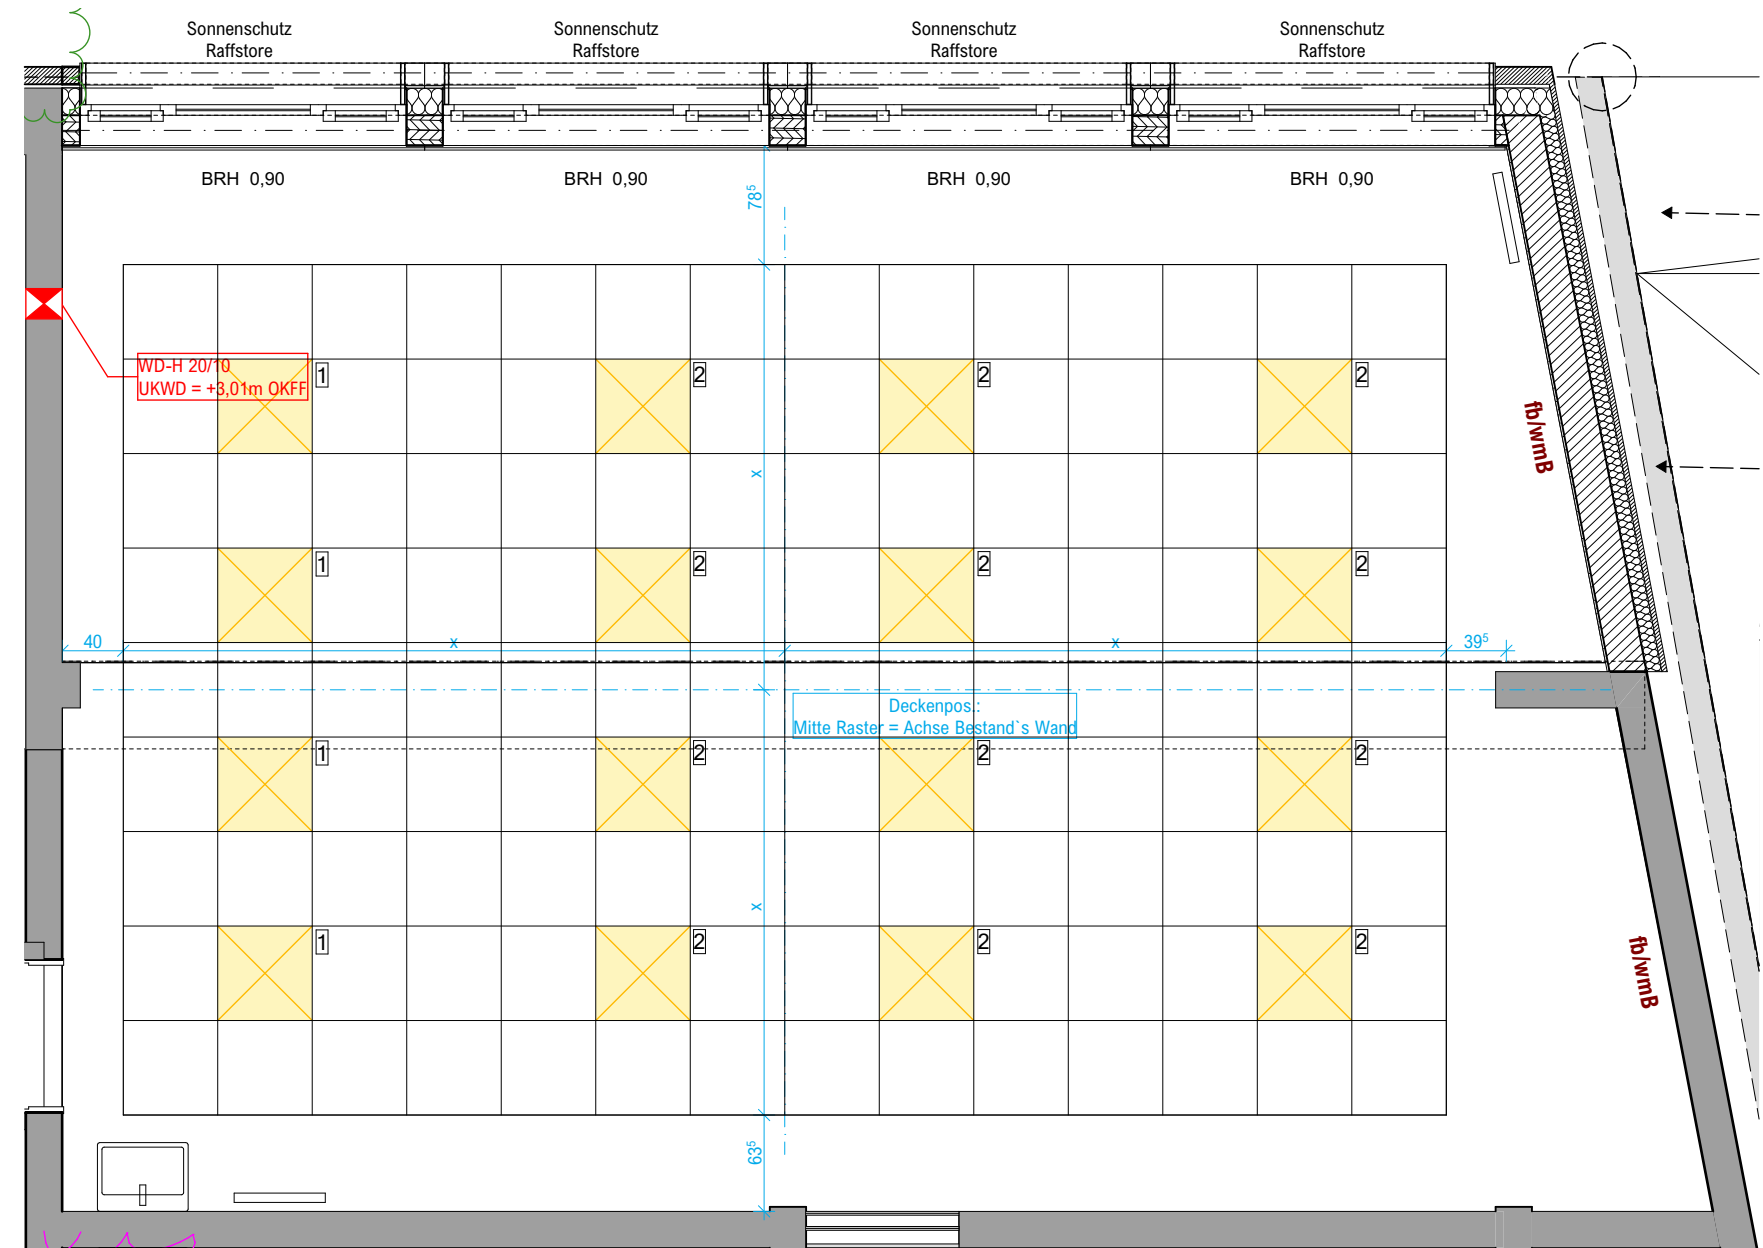 Sonnenschutz
Raffstore
Sonnenschutz
Raffstore
Sonnenschutz
Raffstore
Sonnenschutz
Raffstore
BRH 0,90
BRH 0,90
BRH 0,90
BRH 0,90
78⁵
WD-H 20/10
UKWD = +3,01m OKFF
1
2
2
2
fb/wmB
x
1
2
2
2
40
x
x
39⁵
Deckenpos.:
Mitte Raster = Achse Bestand`s Wand
1
2
2
2
x
1
2
2
2
fb/wmB
63⁵